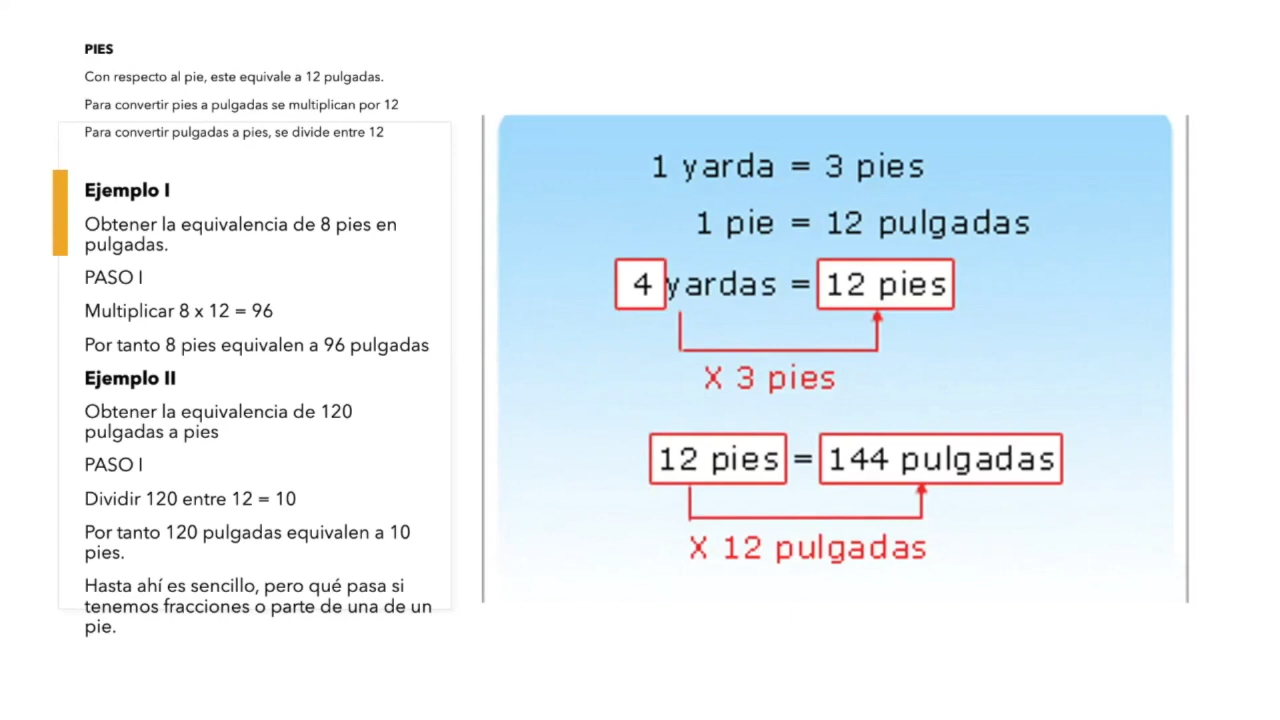 PIES
Con respecto al pie, este equivale a 12 pulgadas.
Para convertir pies a pulgadas se multiplican por 12
Para convertir pulgadas a pies, se divide entre 12
Ejemplo I
Obtener la equivalencia de 8 pies en
pulgadas.
PASO I
Multiplicar 8 x 12 = 96
Por tanto 8 pies equivalen a 96 pulgadas
Ejemplo II
Obtener la equivalencia de 120
pulgadas a pies
PASO I
Dividir 120 entre 12 = 10
Por tanto 120 pulgadas equivalen a 10
pies.
Hasta ahí es sencillo, pero qué pasa si
tenemos fracciones o parte de una de un
pie.
1 yarda = 3 pies
1 pie = 12 pulgadas
4 yardas = 12 pies
X 3 pies
12 pies = 144 pulgadas
X 12 pulgadas